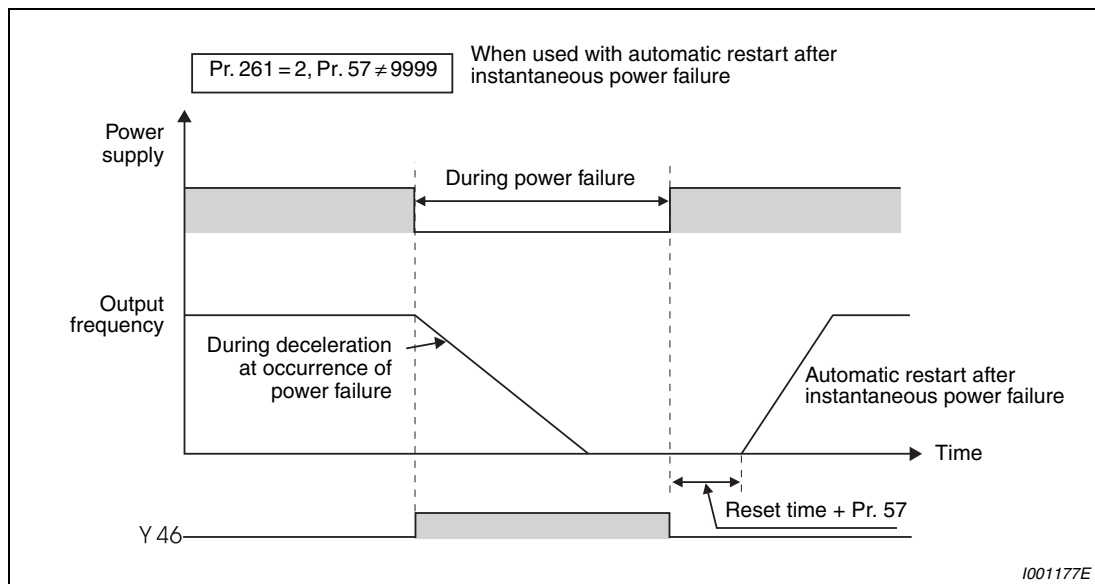 Pr. 261 = 2, Pr. 57 ≠ 9999
When used with automatic restart after
instantaneous power failure
Power
supply
During power failure
Output
frequency
During deceleration
at occurrence of
power failure
Automatic restart after
instantaneous power failure
Time
Reset time + Pr. 57
Y 46
I001177E